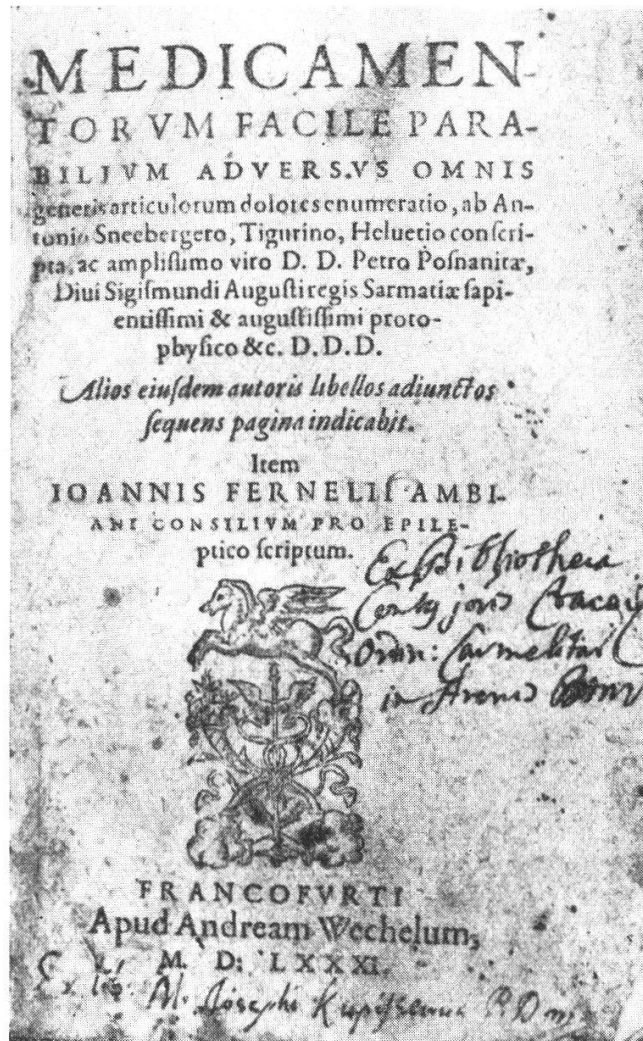 MEDICAMEN-
TORVM FACILE PARA-
BILIVM ADVERSVS OMNIS
generis articulorum dolores enumeratio, ab An-
tonio Sneebergero, Tigurino, Heluetio conſcri-
pta, ac ampliſſimo viro D. D. Petro Poſnanitæ,
Diui Sigiſmundi Auguſti regis Sarmatiæ ſapi-
entiſſimi & auguſtiſſimi proto-
phyſico &c. D.D.D.
Alios eiuſdem autoris libellos adiunctos
ſequens pagina indicabit.
Item
IOANNIS FERNELII AMBI-
ANI CONSILIVM PRO EPILE-
ptico ſcriptum.
Ex Bibliotheca
Ordin: Carmelitar
in Arenis
FRANCOFVRTI
Apud Andream Wechelum,
M. D. LXXXI.
M. Josephi